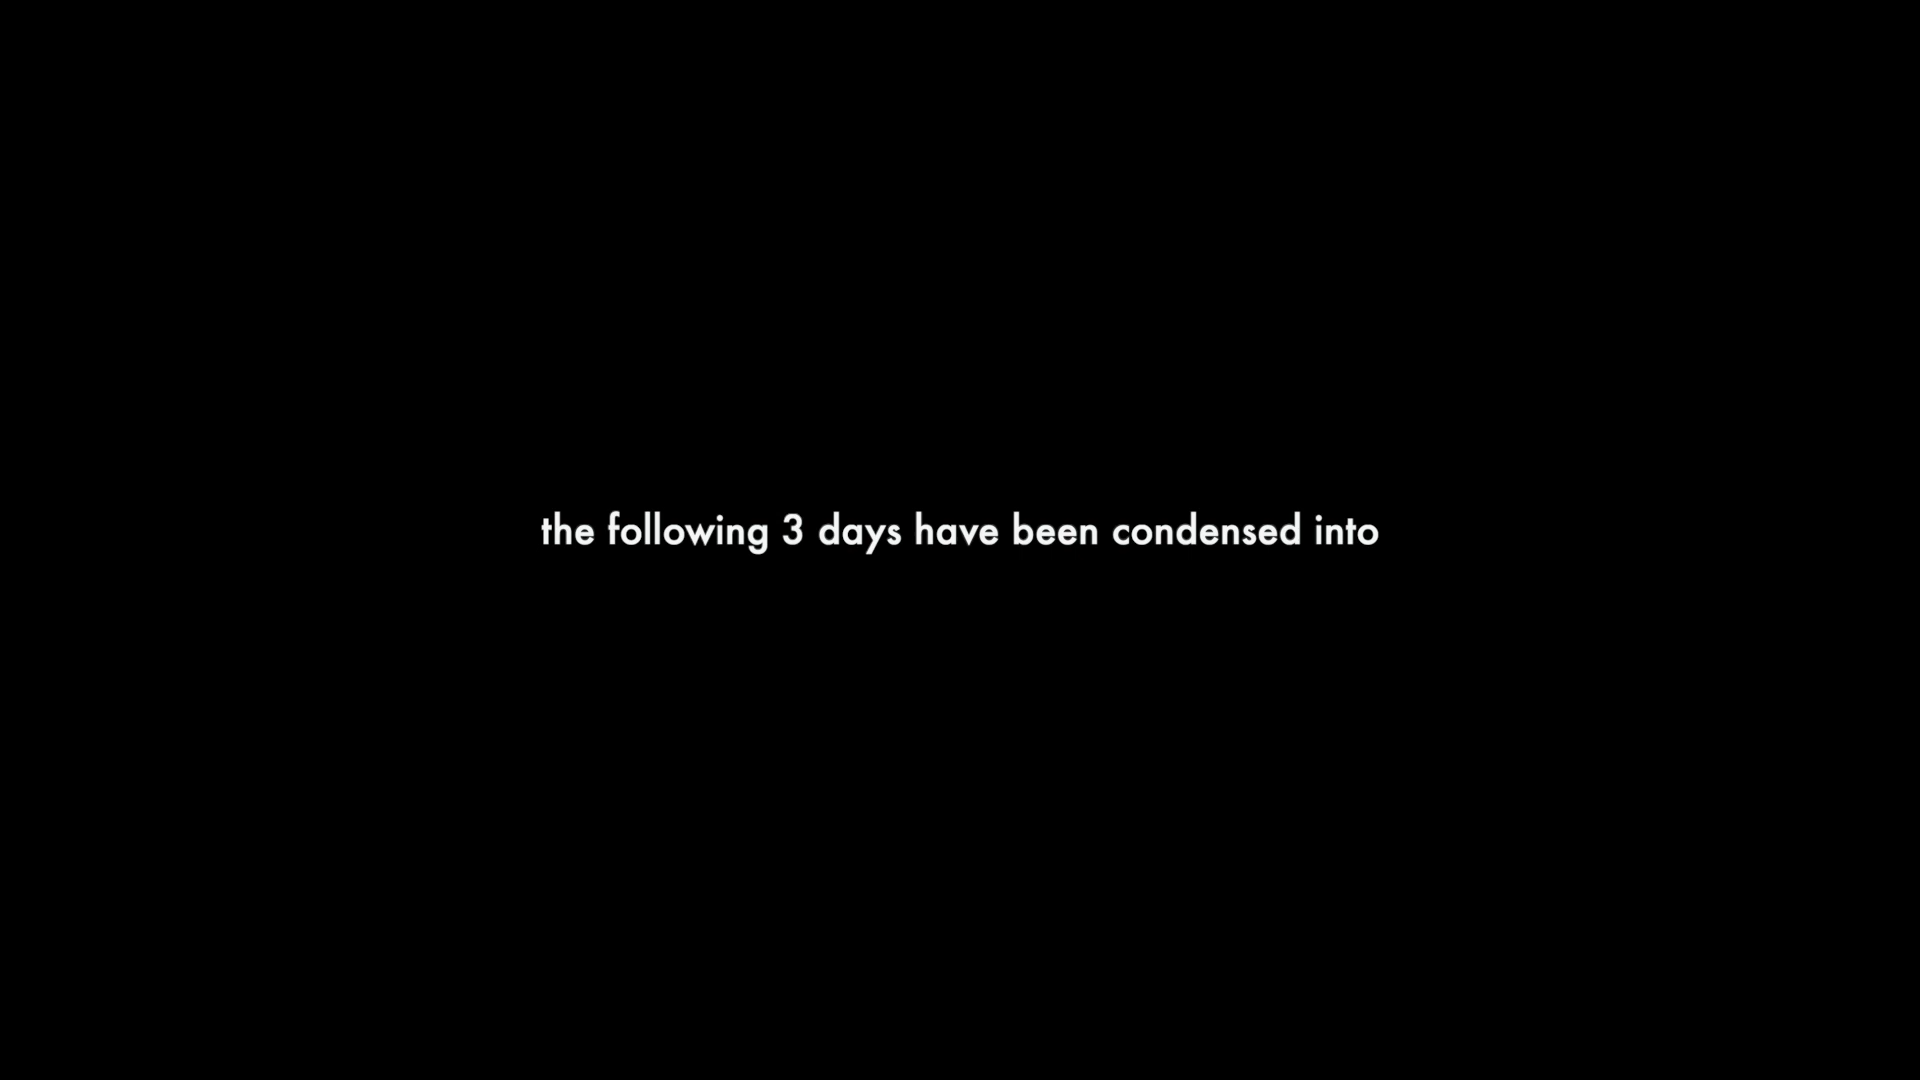 the following 3 days have been condensed into